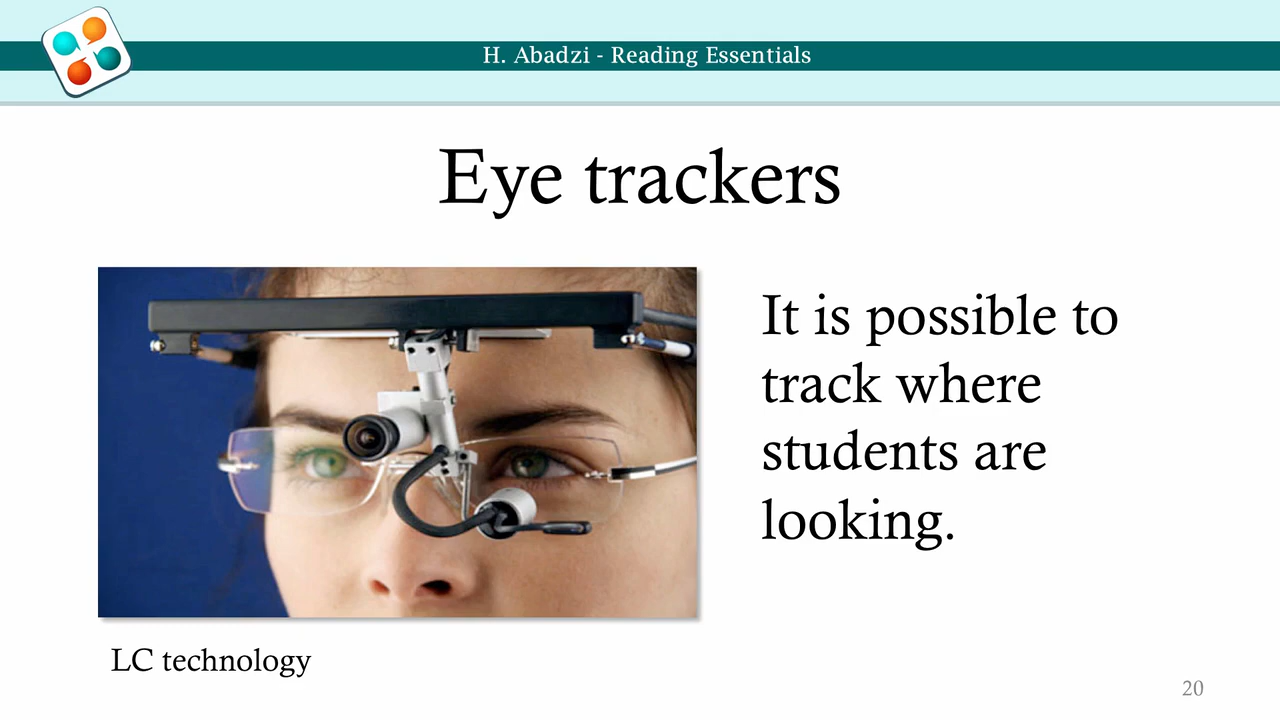 H. Abadzi - Reading Essentials
Eye trackers
It is possible to
track where
students are
looking.
LC technology
20